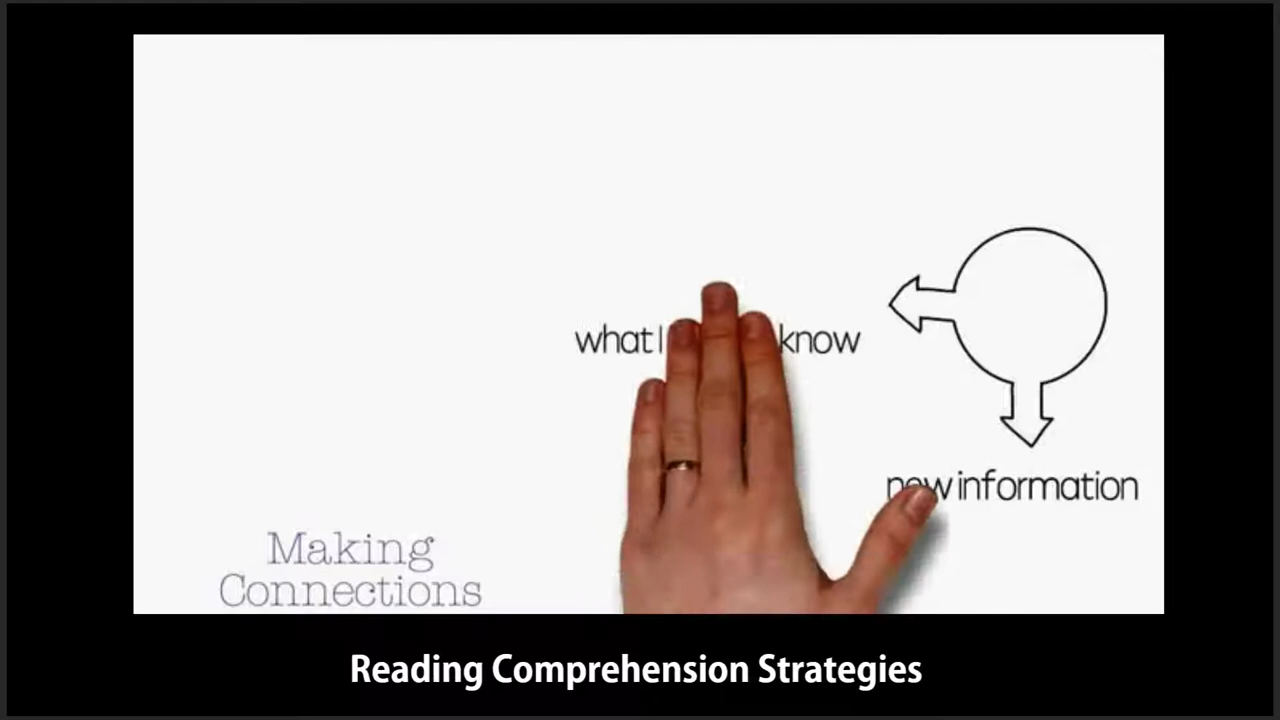 what I know
new information
Making
Connections
Reading Comprehension Strategies